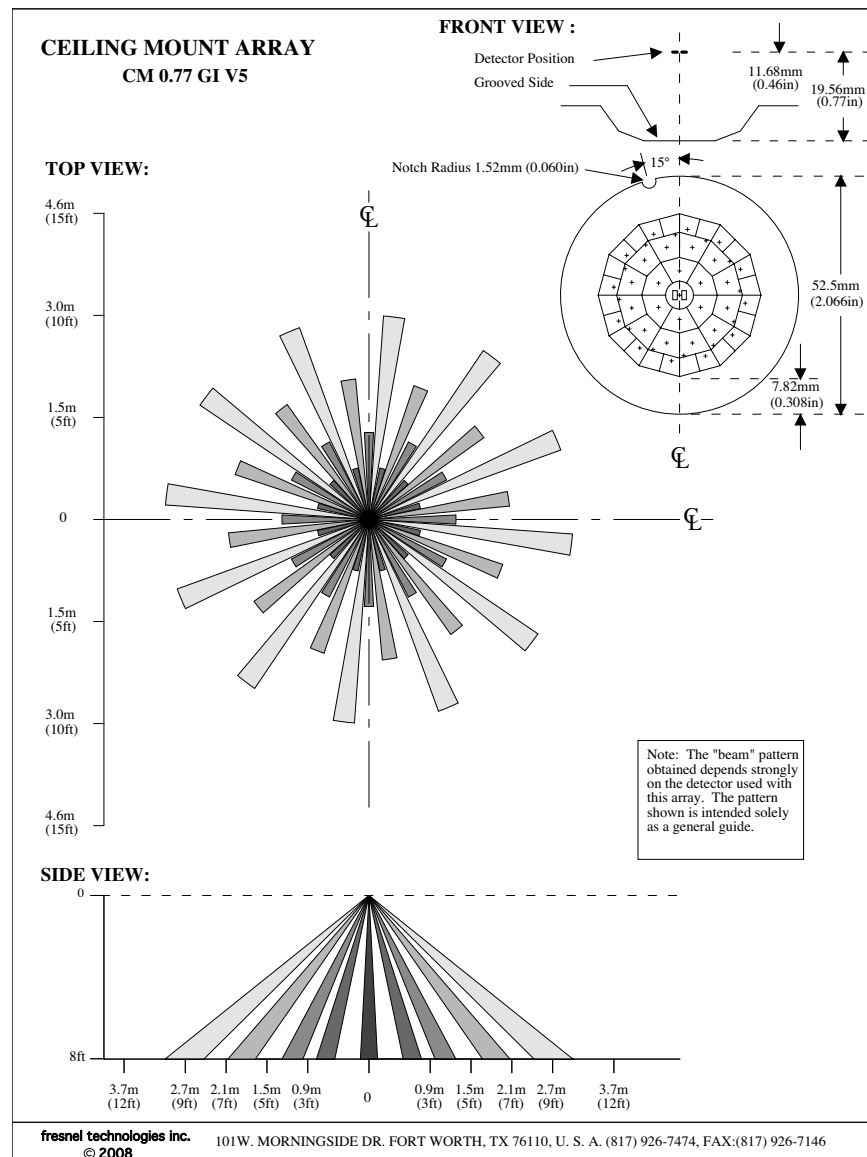 CEILING MOUNT ARRAY
CM 0.77 GI V5
FRONT VIEW :
Detector Position
Grooved Side
11.68mm
(0.46in)
19.56mm
(0.77in)
Notch Radius 1.52mm (0.060in)
15°
52.5mm
(2.066in)
7.82mm
(0.308in)
℄
TOP VIEW:
℄
4.6m
(15ft)
3.0m
(10ft)
1.5m
(5ft)
0
℄
1.5m
(5ft)
3.0m
(10ft)
4.6m
(15ft)
Note: The "beam" pattern
obtained depends strongly
on the detector used with
this array. The pattern
shown is intended solely
as a general guide.
SIDE VIEW:
0
8ft
3.7m 2.7m 2.1m 1.5m 0.9m 0 0.9m 1.5m 2.1m 2.7m 3.7m
(12ft) (9ft) (7ft) (5ft) (3ft) (3ft) (5ft) (7ft) (9ft) (12ft)
fresnel technologies inc. 101W. MORNINGSIDE DR. FORT WORTH, TX 76110, U. S. A. (817) 926-7474, FAX:(817) 926-7146
© 2008